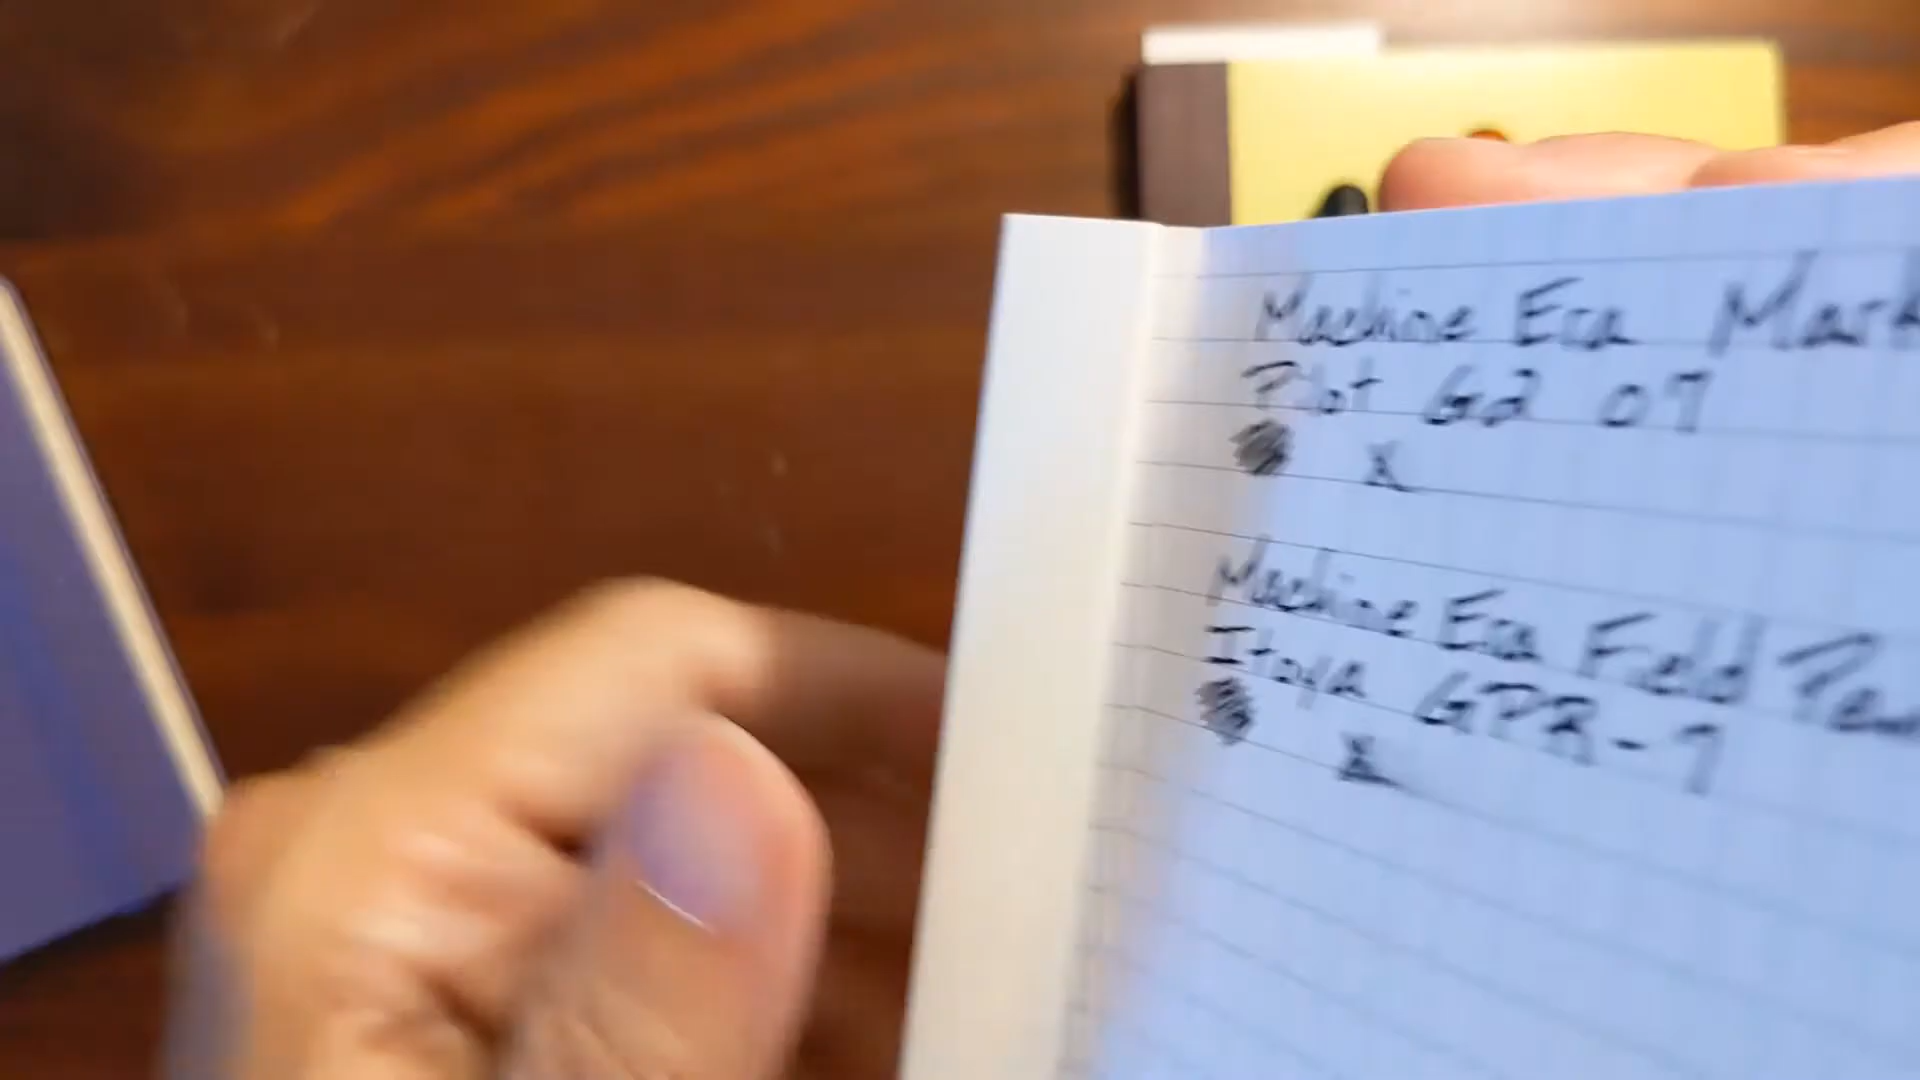 Machine Era Mark
Pilot G2 07
X
Machine Era Field Pen
Itoya GPR-7
X